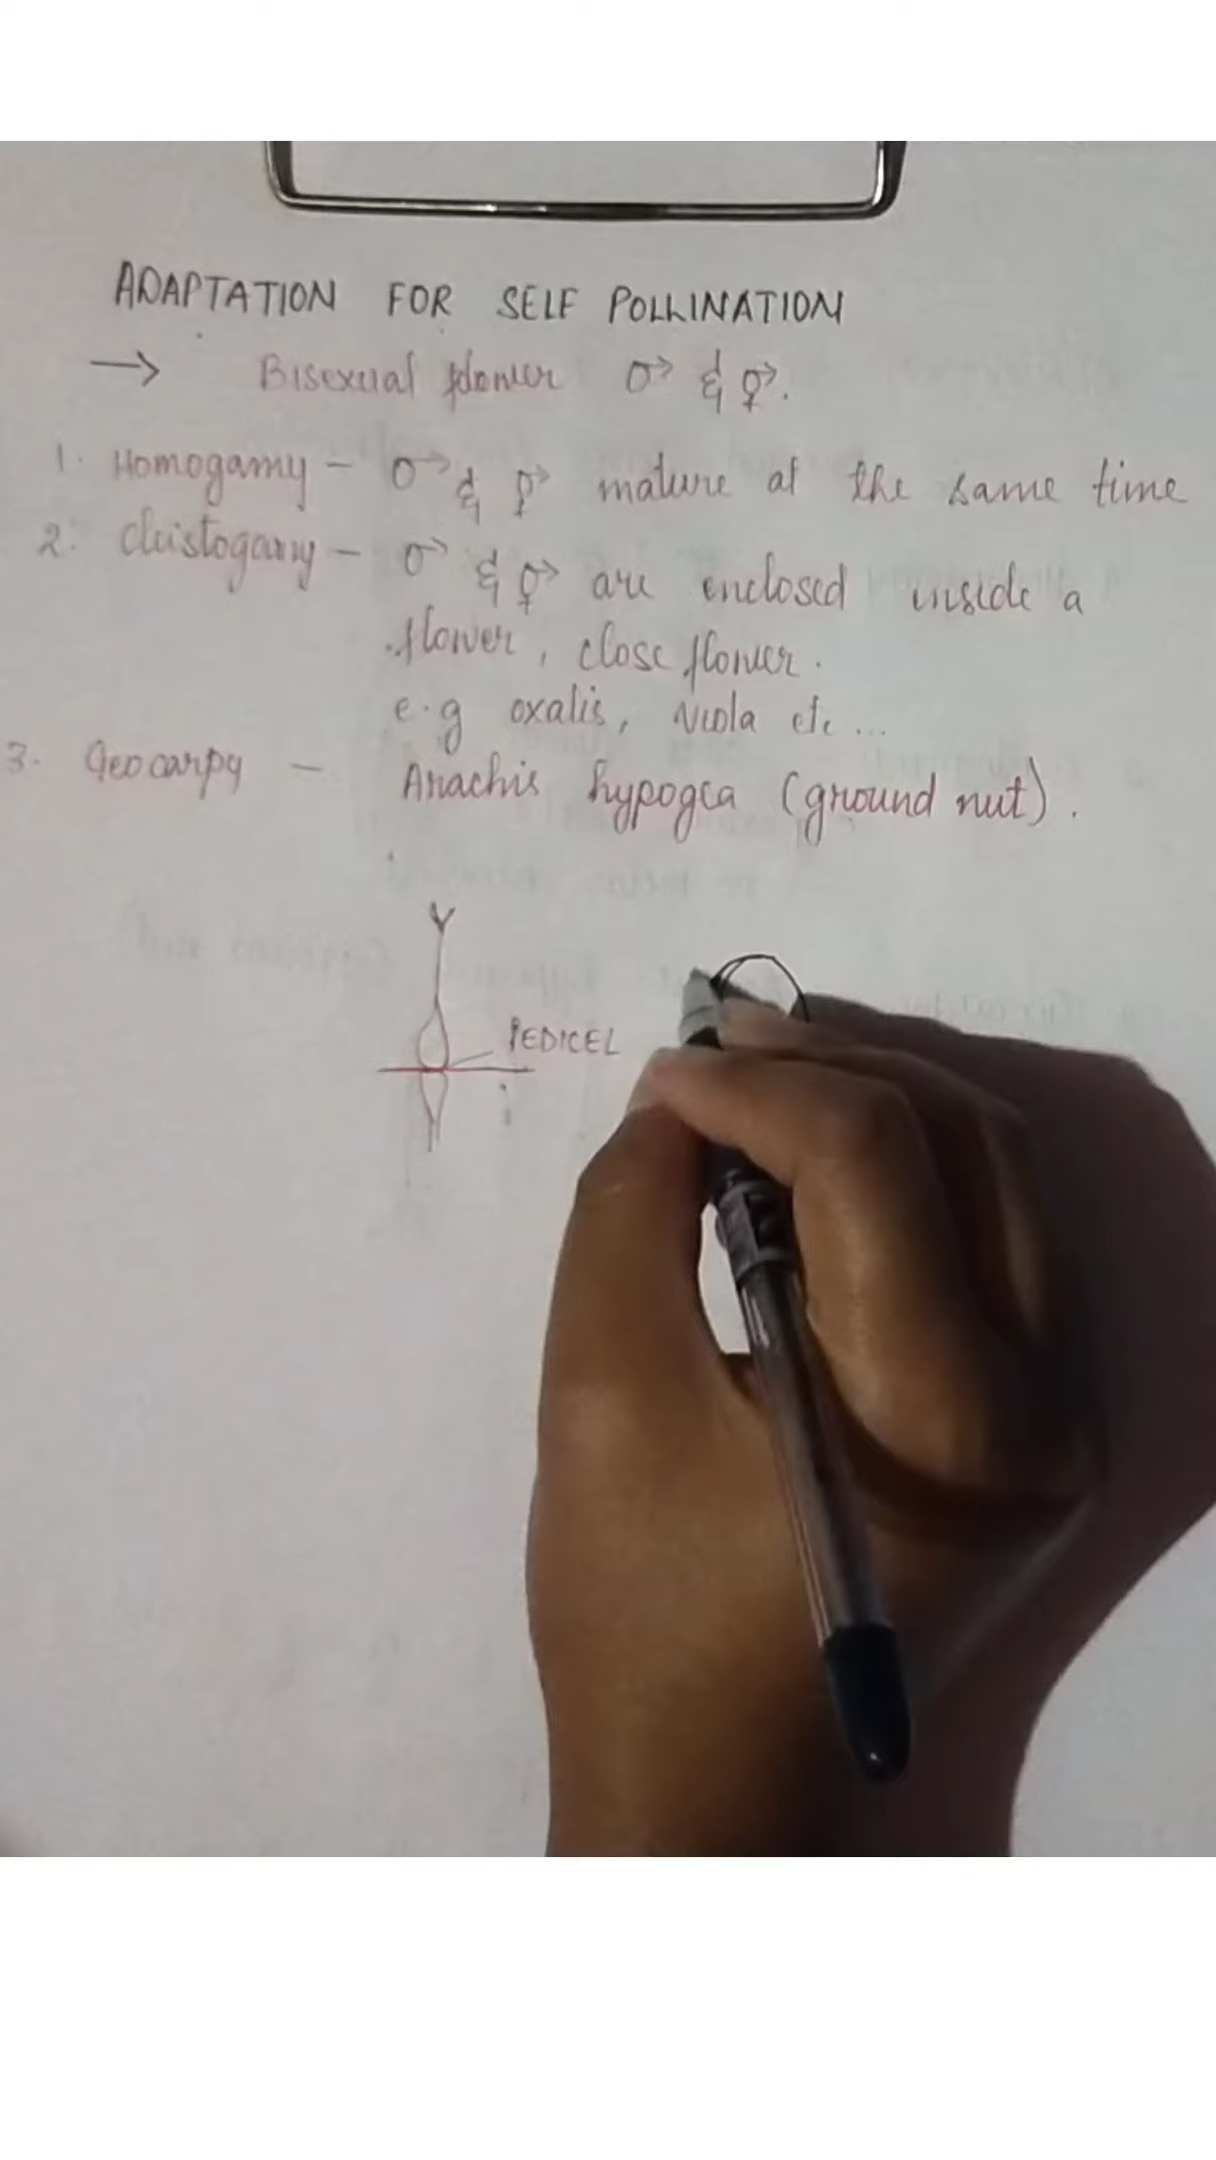 ADAPTATION FOR SELF POLLINATION
→ Bisexual flower ♂ & ⚥.
1. Homogamy - ♂ & ⚥ mature at the same time
2. Cleistogamy - ♂ & ⚥ are enclosed inside a
flower, close flower.
e.g oxalis, Viola etc...
3. Geocarpy - Arachis hypogea (ground nut).
PEDICEL